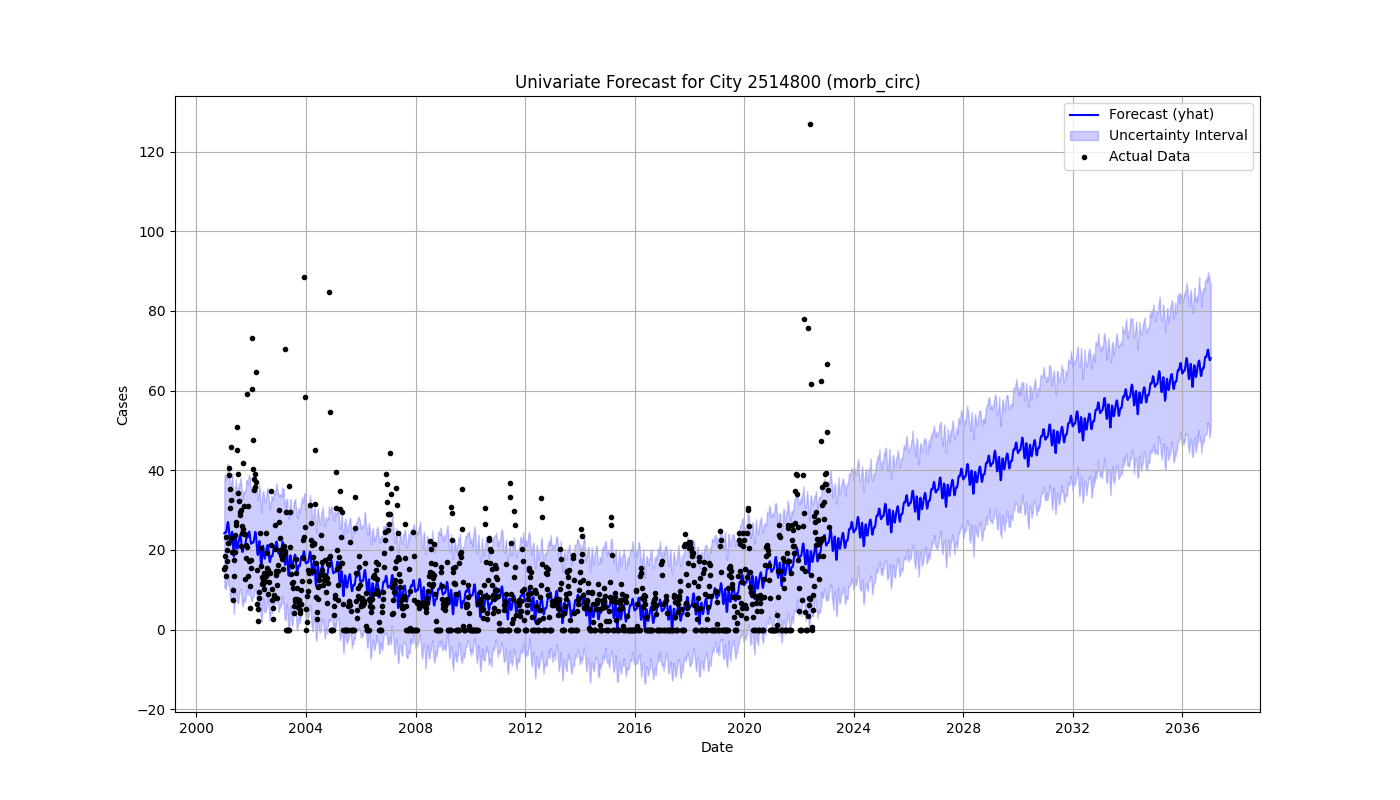 Univariate Forecast for City 2514800 (morb_circ)
Forecast (yhat)
Uncertainty Interval
Actual Data
Cases
120
100
80
60
40
20
0
−20
2000 2004 2008 2012 2016 2020 2024 2028 2032 2036
Date